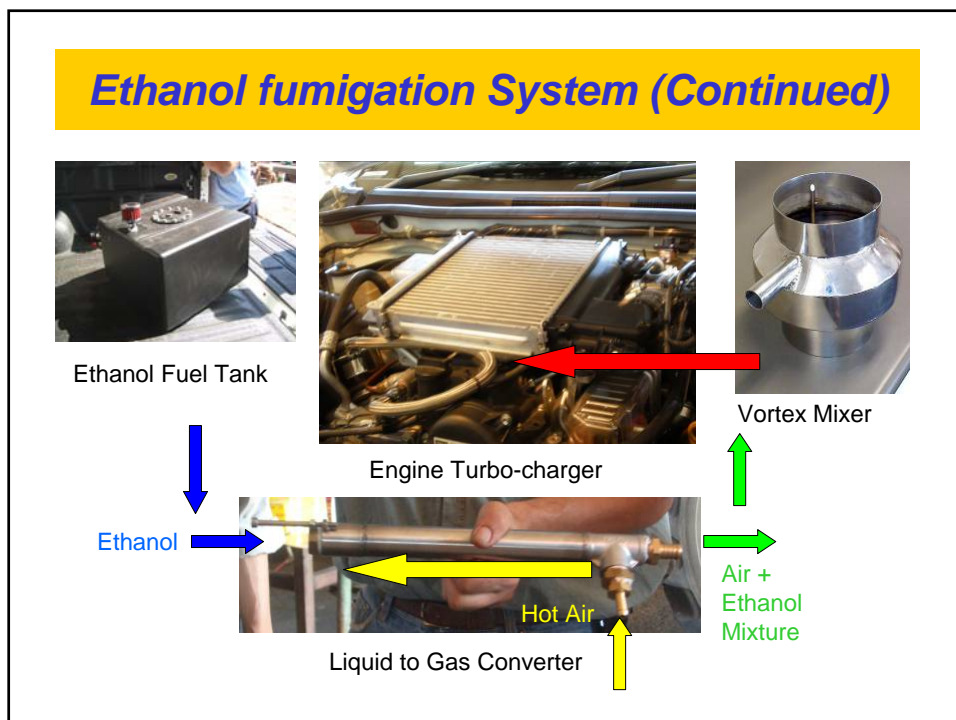 Ethanol fumigation System (Continued)
Ethanol Fuel Tank
Vortex Mixer
Engine Turbo-charger
Ethanol
Hot Air
Air +
Ethanol
Mixture
Liquid to Gas Converter